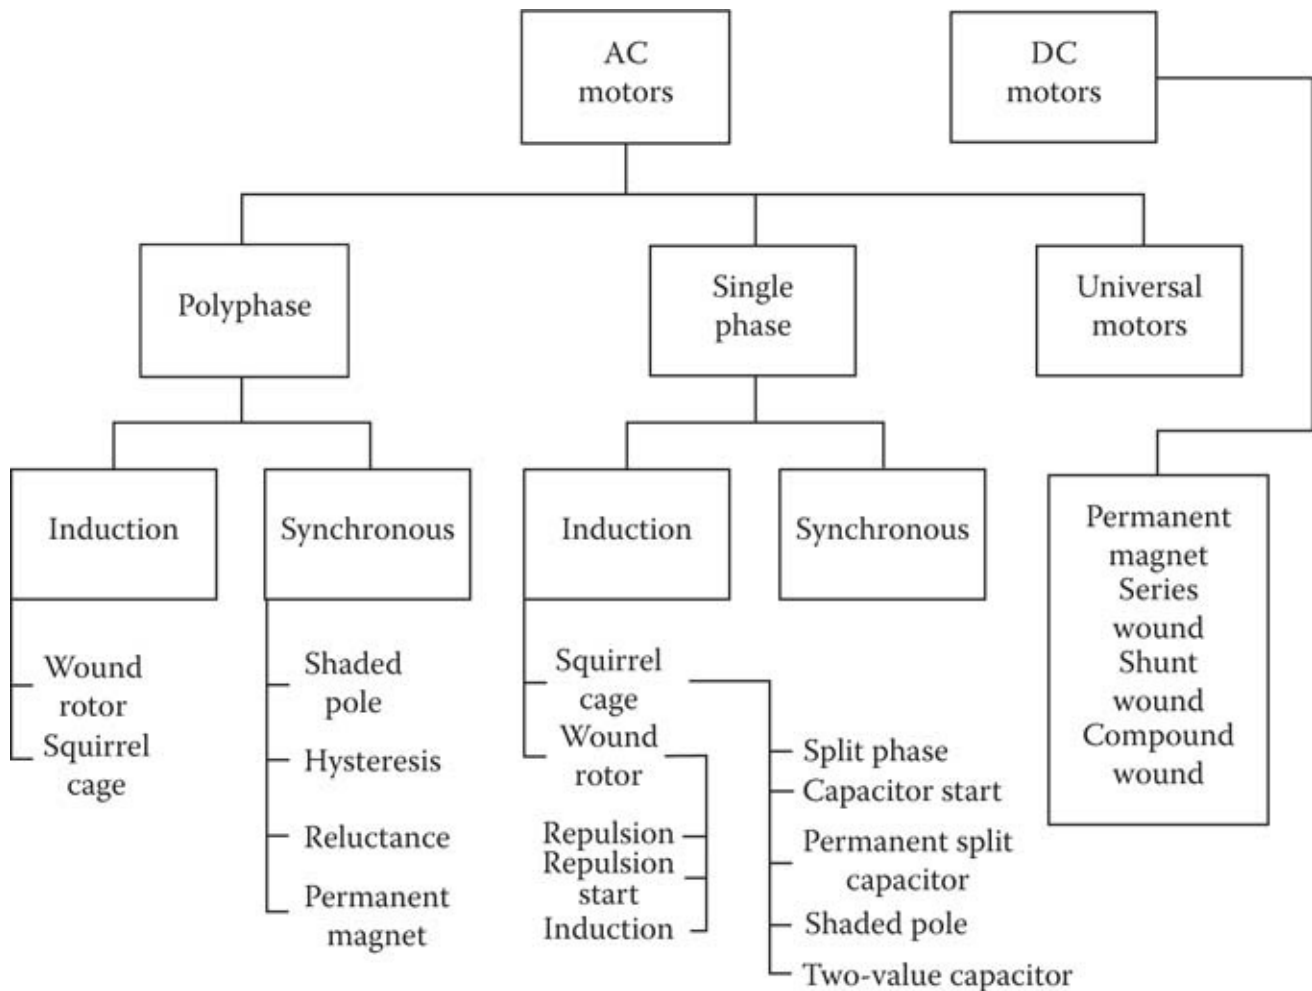 AC
motors
DC
motors
Polyphase
Single
phase
Universal
motors
Induction
Synchronous
Induction
Synchronous
Permanent
magnet
Series
wound
Shunt
wound
Compound
wound
Wound
rotor
Squirrel
cage
Shaded
pole
Hysteresis
Reluctance
Permanent
magnet
Squirrel
cage
Wound
rotor
Repulsion
Repulsion
start
Induction
Split phase
Capacitor start
Permanent split
capacitor
Shaded pole
Two-value capacitor